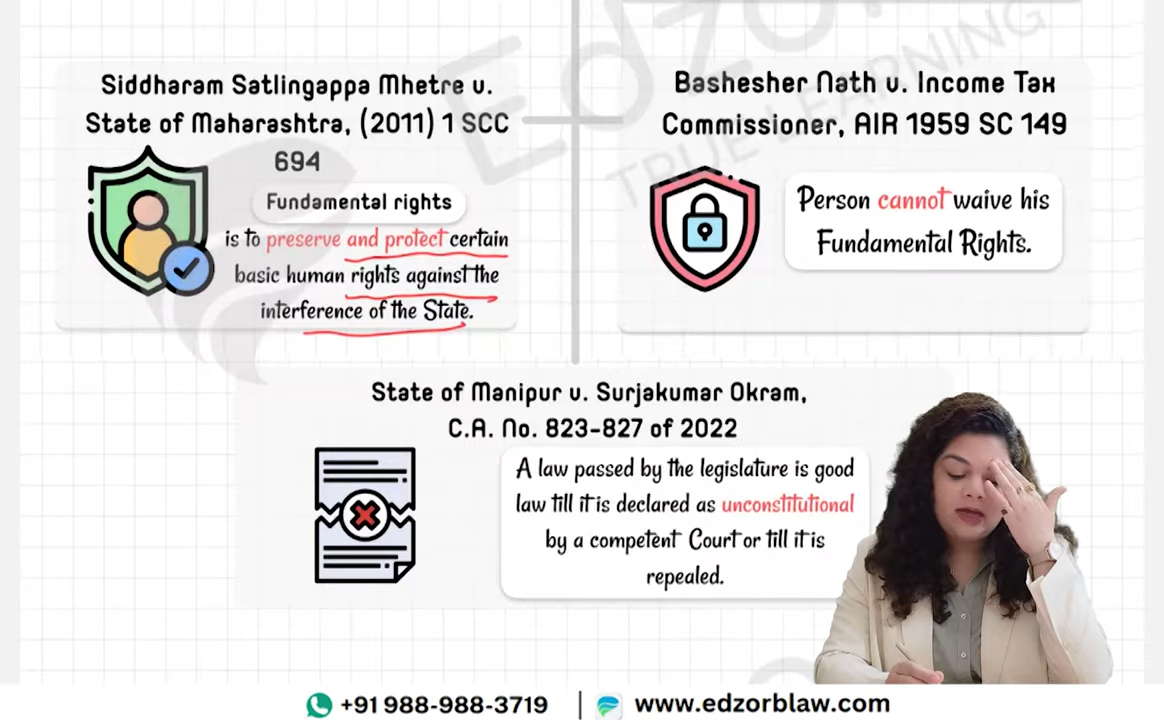 Siddharam Satlingappa Mhetre v.
State of Maharashtra, (2011) 1 SCC
694
Fundamental rights
is to preserve and protect certain
basic human rights against the
interference of the State.
Bashesher Nath v. Income Tax
Commissioner, AIR 1959 SC 149
Person cannot waive his
Fundamental Rights.
State of Manipur v. Surjakumar Okram,
C.A. No. 823-827 of 2022
A law passed by the legislature is good
law till it is declared as unconstitutional
by a competent Court or till it is
repealed.
Edzor
TRUE LEARNING
+91 988-988-3719 | www.edzorblaw.com